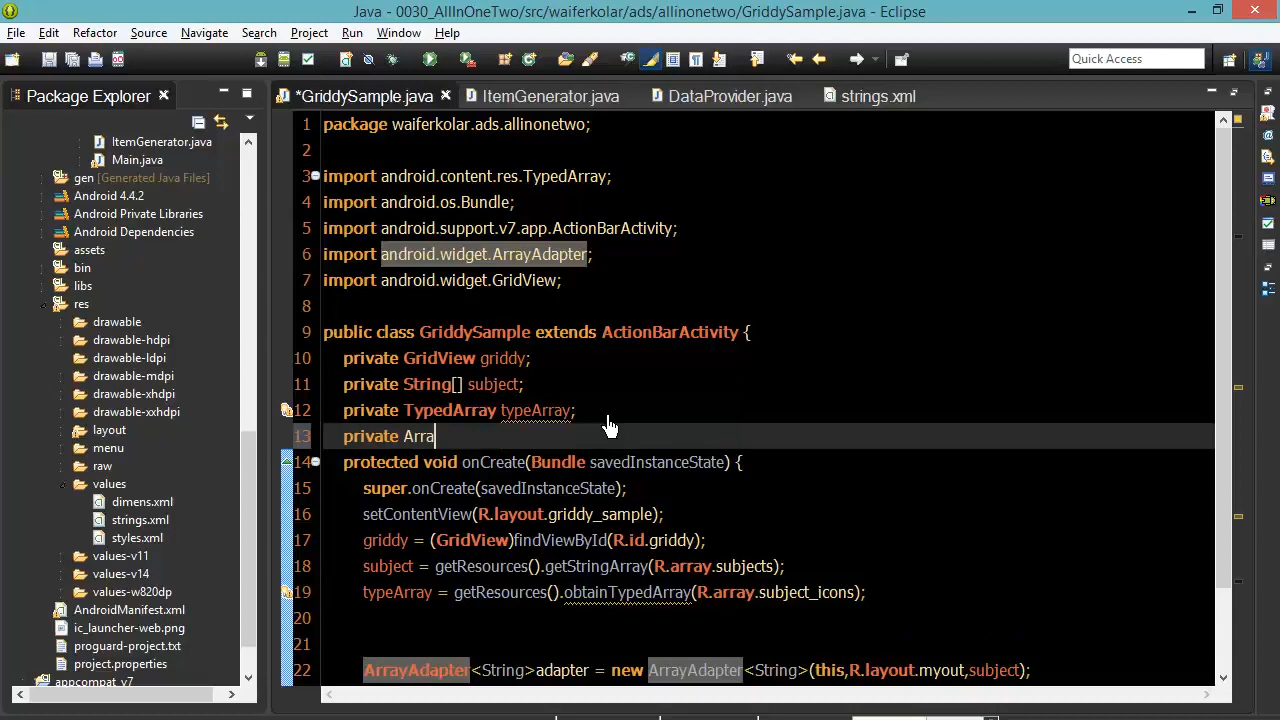 Java - 0030_AllInOneTwo/src/waiferkolar/ads/allinonetwo/GriddySample.java - Eclipse
File Edit Refactor Source Navigate Search Project Run Window Help
Quick Access
Package Explorer
*GriddySample.java ItemGenerator.java DataProvider.java strings.xml
ItemGenerator.java
Main.java
gen [Generated Java Files]
Android 4.4.2
Android Private Libraries
Android Dependencies
assets
bin
libs
res
drawable
drawable-hdpi
drawable-ldpi
drawable-mdpi
drawable-xhdpi
drawable-xxhdpi
layout
menu
raw
values
dimens.xml
strings.xml
styles.xml
values-v11
values-v14
values-w820dp
AndroidManifest.xml
ic_launcher-web.png
proguard-project.txt
project.properties
appcompat_v7
1 package waiferkolar.ads.allinonetwo;
2
3 import android.content.res.TypedArray;
4 import android.os.Bundle;
5 import android.support.v7.app.ActionBarActivity;
6 import android.widget.ArrayAdapter;
7 import android.widget.GridView;
8
9 public class GriddySample extends ActionBarActivity {
10 private GridView griddy;
11 private String[] subject;
12 private TypedArray typeArray;
13 private Arra
14 protected void onCreate(Bundle savedInstanceState) {
15 super.onCreate(savedInstanceState);
16 setContentView(R.layout.griddy_sample);
17 griddy = (GridView)findViewById(R.id.griddy);
18 subject = getResources().getStringArray(R.array.subjects);
19 typeArray = getResources().obtainTypedArray(R.array.subject_icons);
20
21
22 ArrayAdapter<String>adapter = new ArrayAdapter<String>(this,R.layout.myout,subject);